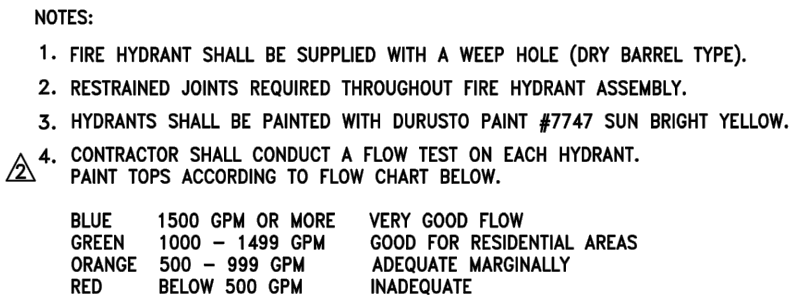 NOTES:
1. FIRE HYDRANT SHALL BE SUPPLIED WITH A WEEP HOLE (DRY BARREL TYPE).
2. RESTRAINED JOINTS REQUIRED THROUGHOUT FIRE HYDRANT ASSEMBLY.
3. HYDRANTS SHALL BE PAINTED WITH DURUSTO PAINT #7747 SUN BRIGHT YELLOW.
2 4. CONTRACTOR SHALL CONDUCT A FLOW TEST ON EACH HYDRANT.
PAINT TOPS ACCORDING TO FLOW CHART BELOW.
BLUE 1500 GPM OR MORE VERY GOOD FLOW
GREEN 1000 – 1499 GPM GOOD FOR RESIDENTIAL AREAS
ORANGE 500 – 999 GPM ADEQUATE MARGINALLY
RED BELOW 500 GPM INADEQUATE